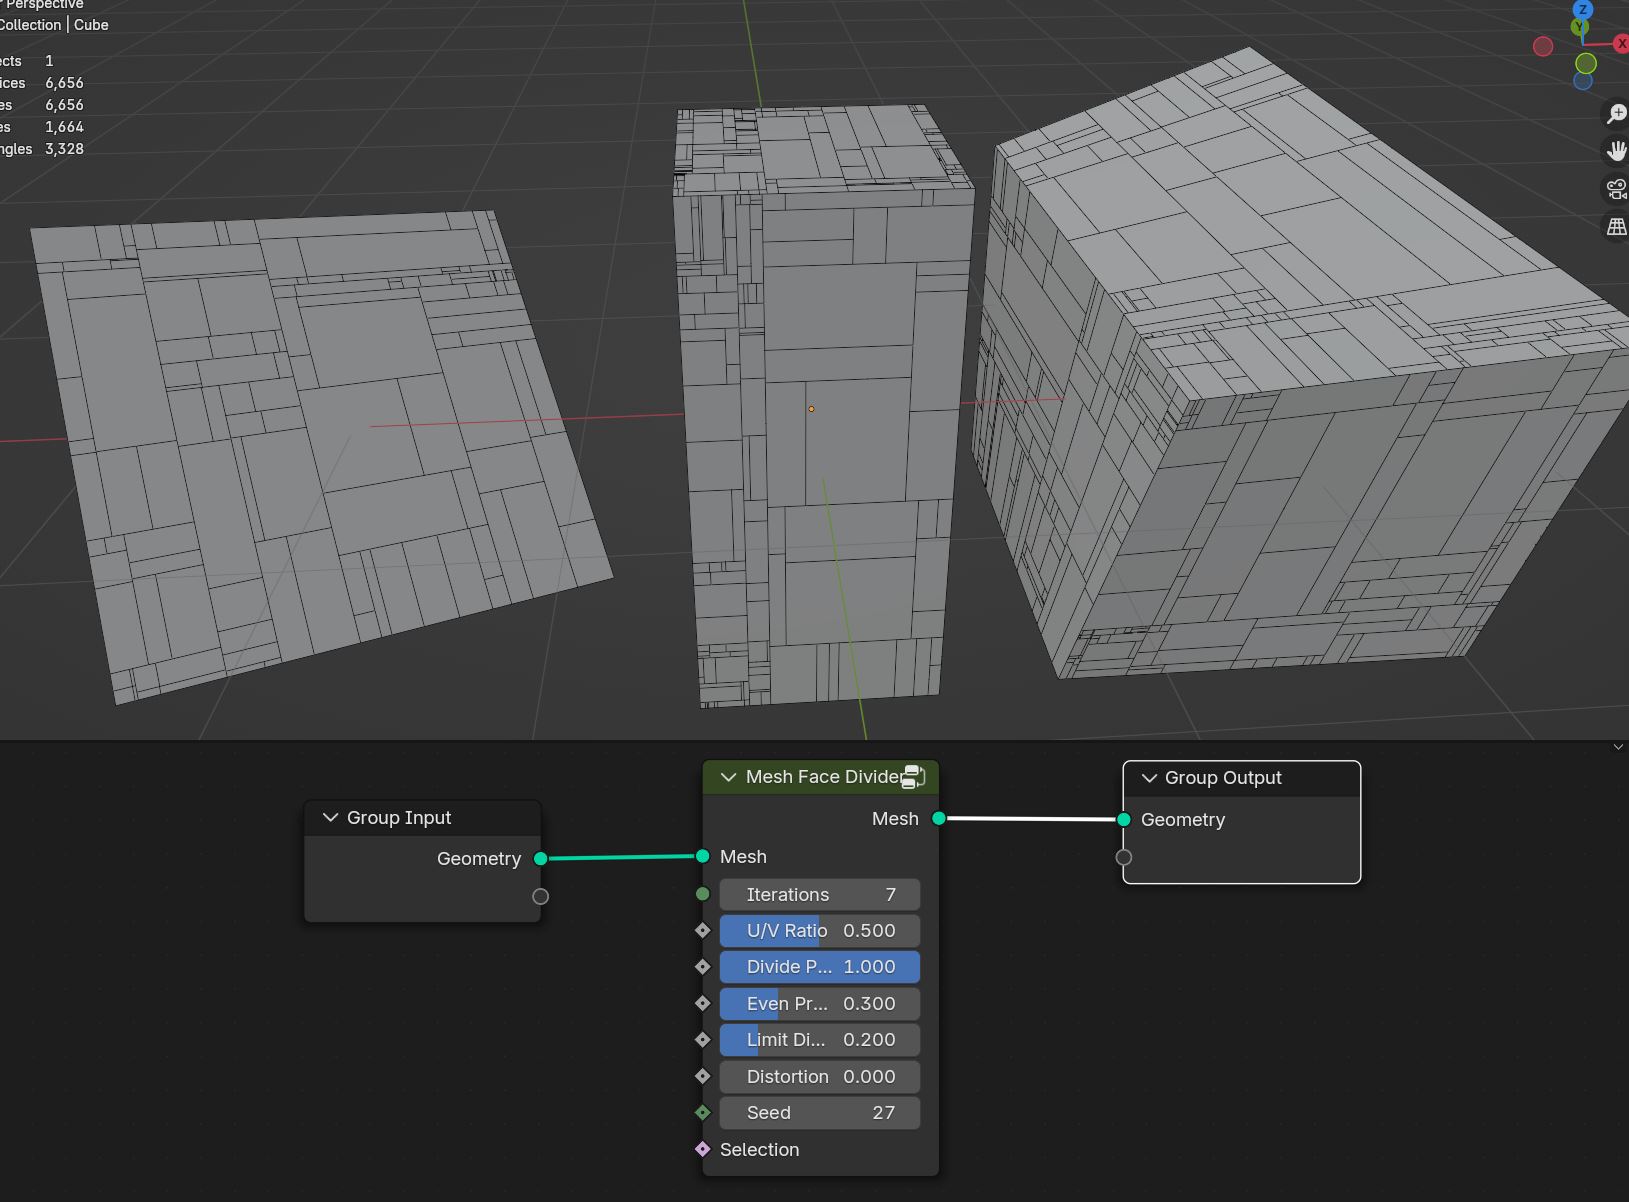 Perspective
Collection | Cube
ects 1
ices 6,656
es 6,656
es 1,664
ngles 3,328
Z
Y
X
Mesh Face Divider
Group Output
Group Input
Mesh
Geometry
Geometry
Mesh
Iterations 7
U/V Ratio 0.500
Divide P... 1.000
Even Pr... 0.300
Limit Di... 0.200
Distortion 0.000
Seed 27
Selection